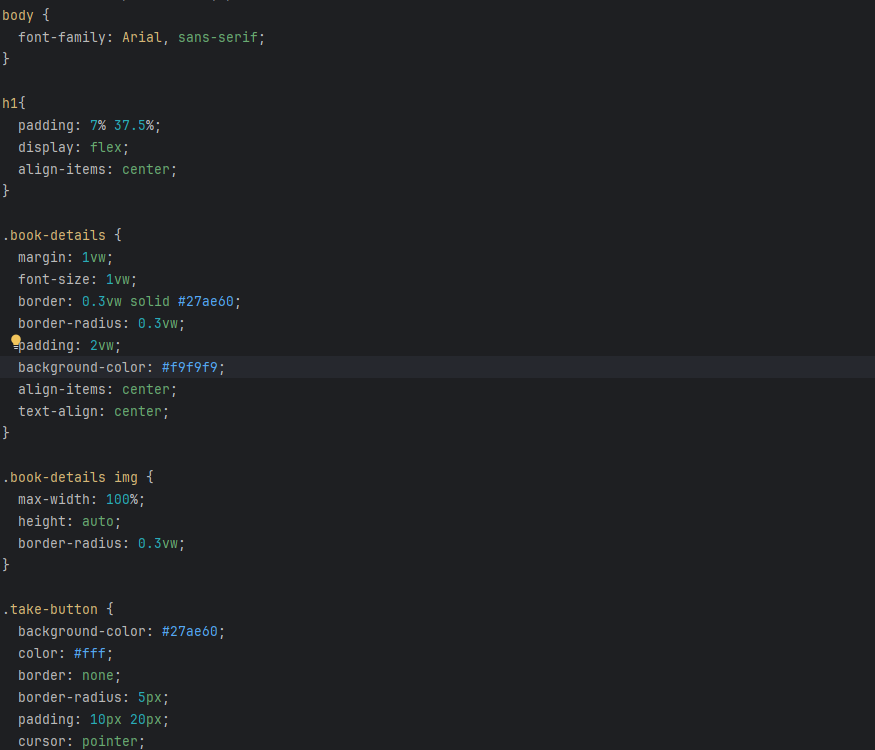 body {
  font-family: Arial, sans-serif;
}
h1{
  padding: 7% 37.5%;
  display: flex;
  align-items: center;
}
.book-details {
  margin: 1vw;
  font-size: 1vw;
  border: 0.3vw solid #27ae60;
  border-radius: 0.3vw;
  padding: 2vw;
  background-color: #f9f9f9;
  align-items: center;
  text-align: center;
}
.book-details img {
  max-width: 100%;
  height: auto;
  border-radius: 0.3vw;
}
.take-button {
  background-color: #27ae60;
  color: #fff;
  border: none;
  border-radius: 5px;
  padding: 10px 20px;
  cursor: pointer;